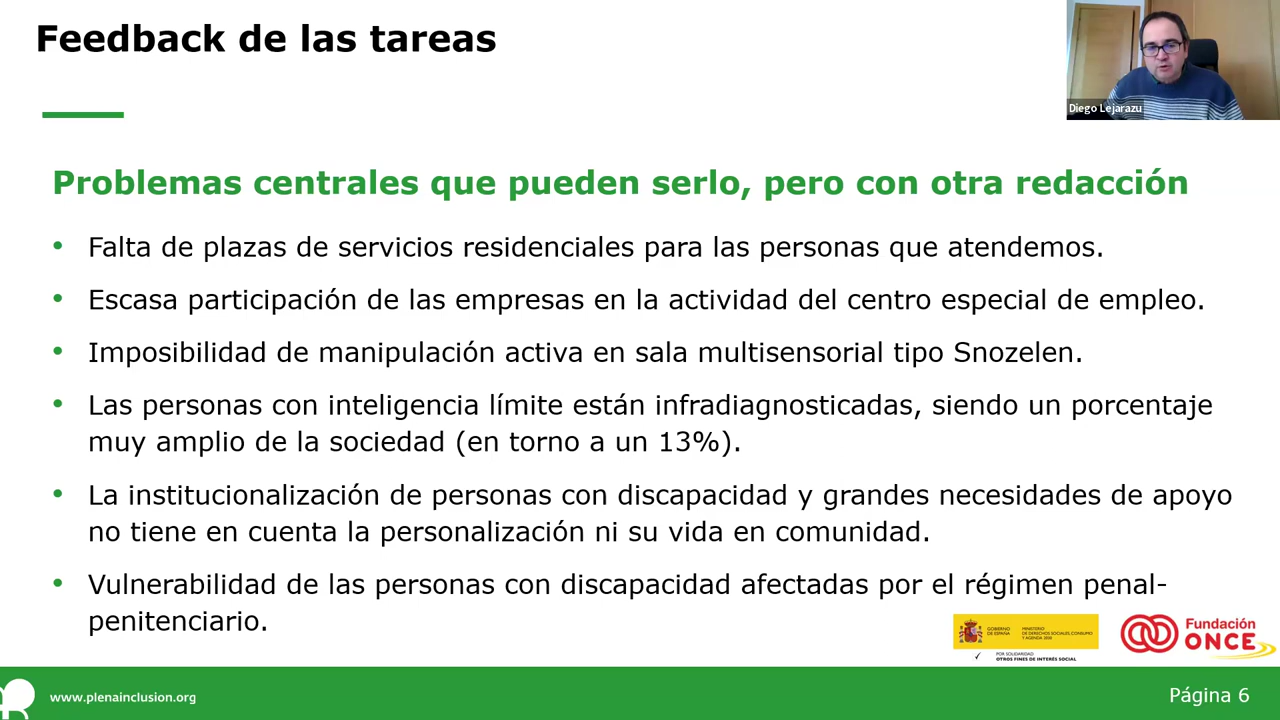 Feedback de las tareas
Diego Lejarazu
Problemas centrales que pueden serlo, pero con otra redacción
• Falta de plazas de servicios residenciales para las personas que atendemos.
• Escasa participación de las empresas en la actividad del centro especial de empleo.
• Imposibilidad de manipulación activa en sala multisensorial tipo Snozelen.
• Las personas con inteligencia límite están infradiagnosticadas, siendo un porcentaje
muy amplio de la sociedad (en torno a un 13%).
• La institucionalización de personas con discapacidad y grandes necesidades de apoyo
no tiene en cuenta la personalización ni su vida en comunidad.
• Vulnerabilidad de las personas con discapacidad afectadas por el régimen penal-
penitenciario.
GOBIERNO
DE ESPAÑA
MINISTERIO
DE DERECHOS SOCIALES, CONSUMO
Y AGENDA 2030
POR SOLIDARIDAD
OTROS FINES DE INTERÉS SOCIAL
Fundación
ONCE
www.plenainclusion.org
Página 6